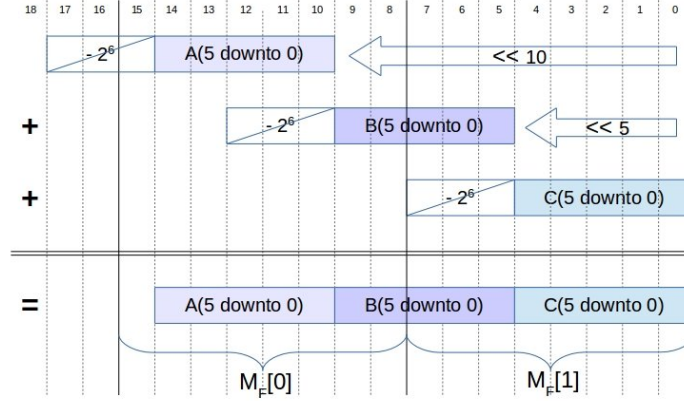 18 17 16 15 14 13 12 11 10 9 8 7 6 5 4 3 2 1 0
- 2⁶ A(5 downto 0) << 10
+ - 2⁶ B(5 downto 0) << 5
+ - 2⁶ C(5 downto 0)
= A(5 downto 0) B(5 downto 0) C(5 downto 0)
M_F[0] M_F[1]